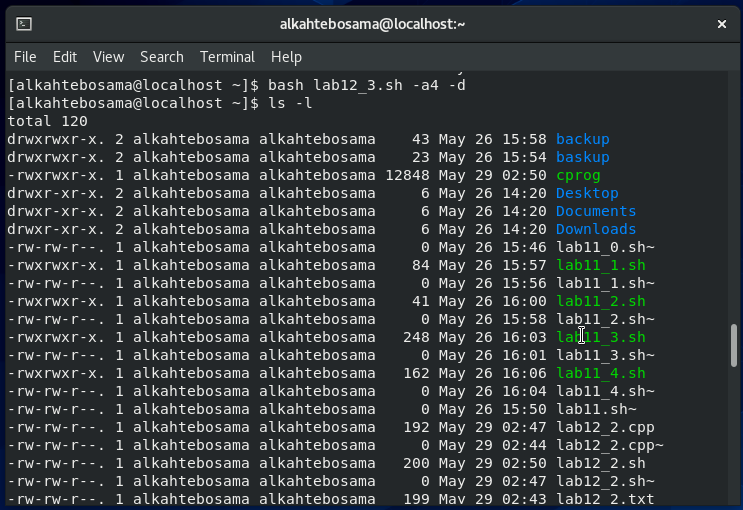 alkahtebosama@localhost:~
File Edit View Search Terminal Help
[alkahtebosama@localhost ~]$ bash lab12_3.sh -a4 -d
[alkahtebosama@localhost ~]$ ls -l
total 120
drwxrwxr-x. 2 alkahtebosama alkahtebosama    43 May 26 15:58 backup
drwxrwxr-x. 2 alkahtebosama alkahtebosama    23 May 26 15:54 baskup
-rwxrwxr-x. 1 alkahtebosama alkahtebosama 12848 May 29 02:50 cprog
drwxr-xr-x. 2 alkahtebosama alkahtebosama     6 May 26 14:20 Desktop
drwxr-xr-x. 2 alkahtebosama alkahtebosama     6 May 26 14:20 Documents
drwxr-xr-x. 2 alkahtebosama alkahtebosama     6 May 26 14:20 Downloads
-rw-rw-r--. 1 alkahtebosama alkahtebosama     0 May 26 15:46 lab11_0.sh~
-rwxrwxr-x. 1 alkahtebosama alkahtebosama    84 May 26 15:57 lab11_1.sh
-rw-rw-r--. 1 alkahtebosama alkahtebosama     0 May 26 15:56 lab11_1.sh~
-rwxrwxr-x. 1 alkahtebosama alkahtebosama    41 May 26 16:00 lab11_2.sh
-rw-rw-r--. 1 alkahtebosama alkahtebosama     0 May 26 15:58 lab11_2.sh~
-rwxrwxr-x. 1 alkahtebosama alkahtebosama   248 May 26 16:03 lab11_3.sh
-rw-rw-r--. 1 alkahtebosama alkahtebosama     0 May 26 16:01 lab11_3.sh~
-rwxrwxr-x. 1 alkahtebosama alkahtebosama   162 May 26 16:06 lab11_4.sh
-rw-rw-r--. 1 alkahtebosama alkahtebosama     0 May 26 16:04 lab11_4.sh~
-rw-rw-r--. 1 alkahtebosama alkahtebosama     0 May 26 15:50 lab11.sh~
-rw-rw-r--. 1 alkahtebosama alkahtebosama   192 May 29 02:47 lab12_2.cpp
-rw-rw-r--. 1 alkahtebosama alkahtebosama     0 May 29 02:44 lab12_2.cpp~
-rw-rw-r--. 1 alkahtebosama alkahtebosama   200 May 29 02:50 lab12_2.sh
-rw-rw-r--. 1 alkahtebosama alkahtebosama     0 May 29 02:47 lab12_2.sh~
-rw-rw-r--. 1 alkahtebosama alkahtebosama   199 May 29 02:43 lab12_2.txt